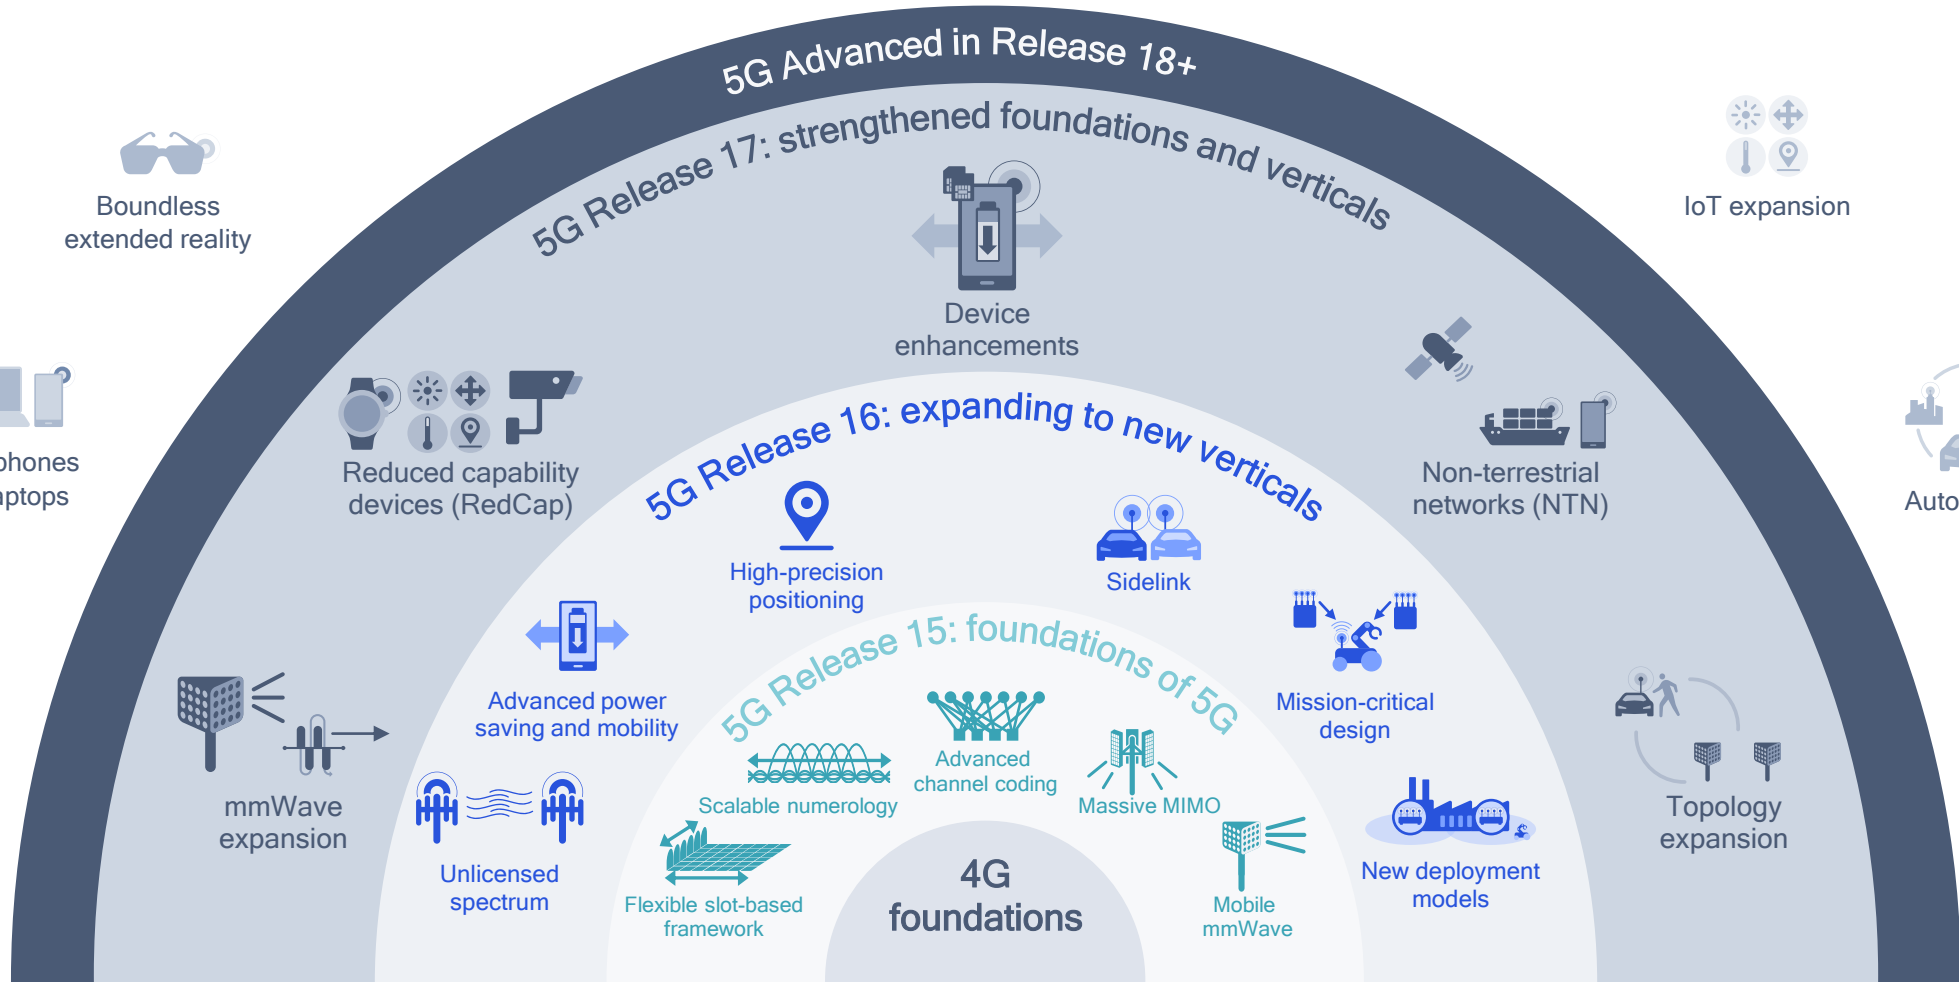 5G Advanced in Release 18+
5G Release 17: strengthened foundations and verticals
Boundless
extended reality
IoT expansion
Device
enhancements
Reduced capability
devices (RedCap)
Non-terrestrial
networks (NTN)
mmWave
expansion
Topology
expansion
5G Release 16: expanding to new verticals
High-precision
positioning
Sidelink
Advanced power
saving and mobility
Mission-critical
design
Unlicensed
spectrum
New deployment
models
5G Release 15: foundations of 5G
Advanced
channel coding
Scalable numerology
Massive MIMO
Flexible slot-based
framework
Mobile
mmWave
4G
foundations